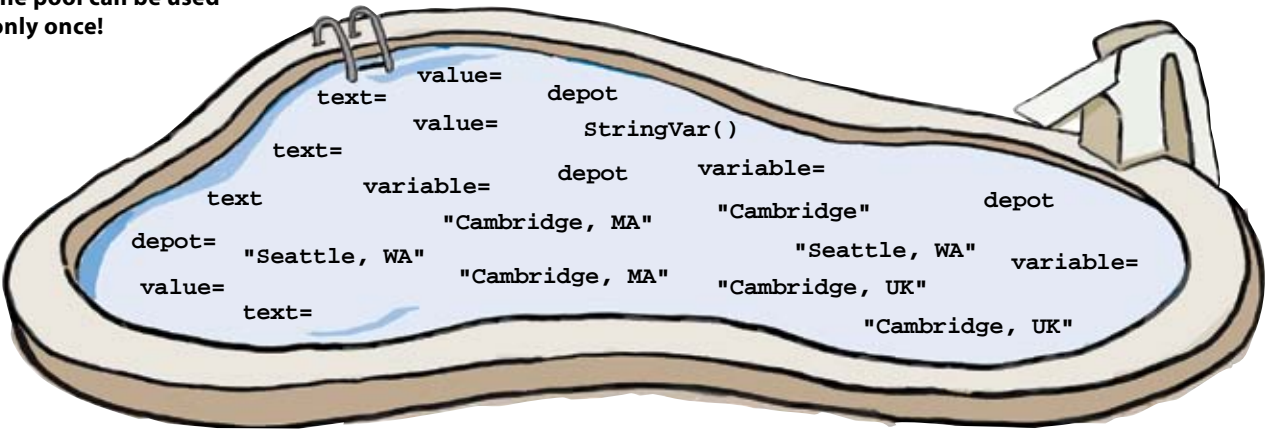 he pool can be used
only once!
value=
text=
depot
value=
StringVar()
text=
depot
variable=
variable=
text
depot
"Cambridge, MA"
"Cambridge"
depot=
"Seattle, WA"
"Seattle, WA"
variable=
"Cambridge, MA"
value=
"Cambridge, UK"
text=
"Cambridge, UK"